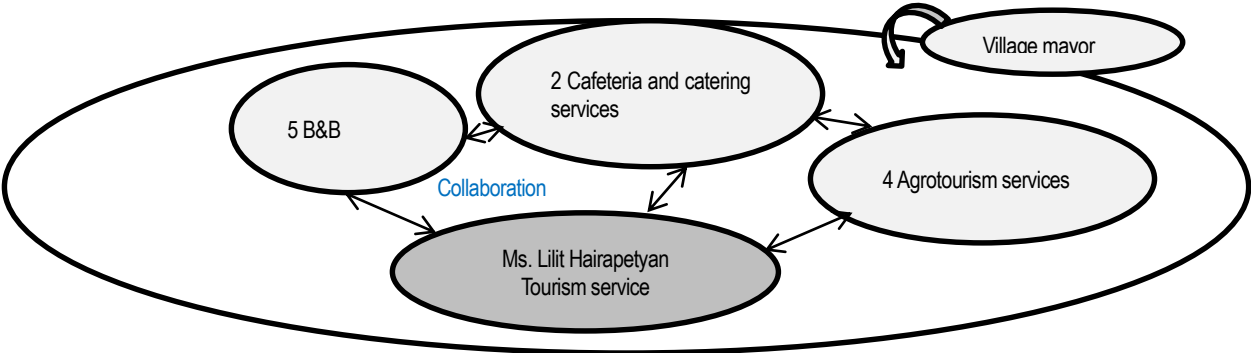 Village mayor
2 Cafeteria and catering
services
5 B&B
4 Agrotourism services
Collaboration
Ms. Lilit Hairapetyan
Tourism service